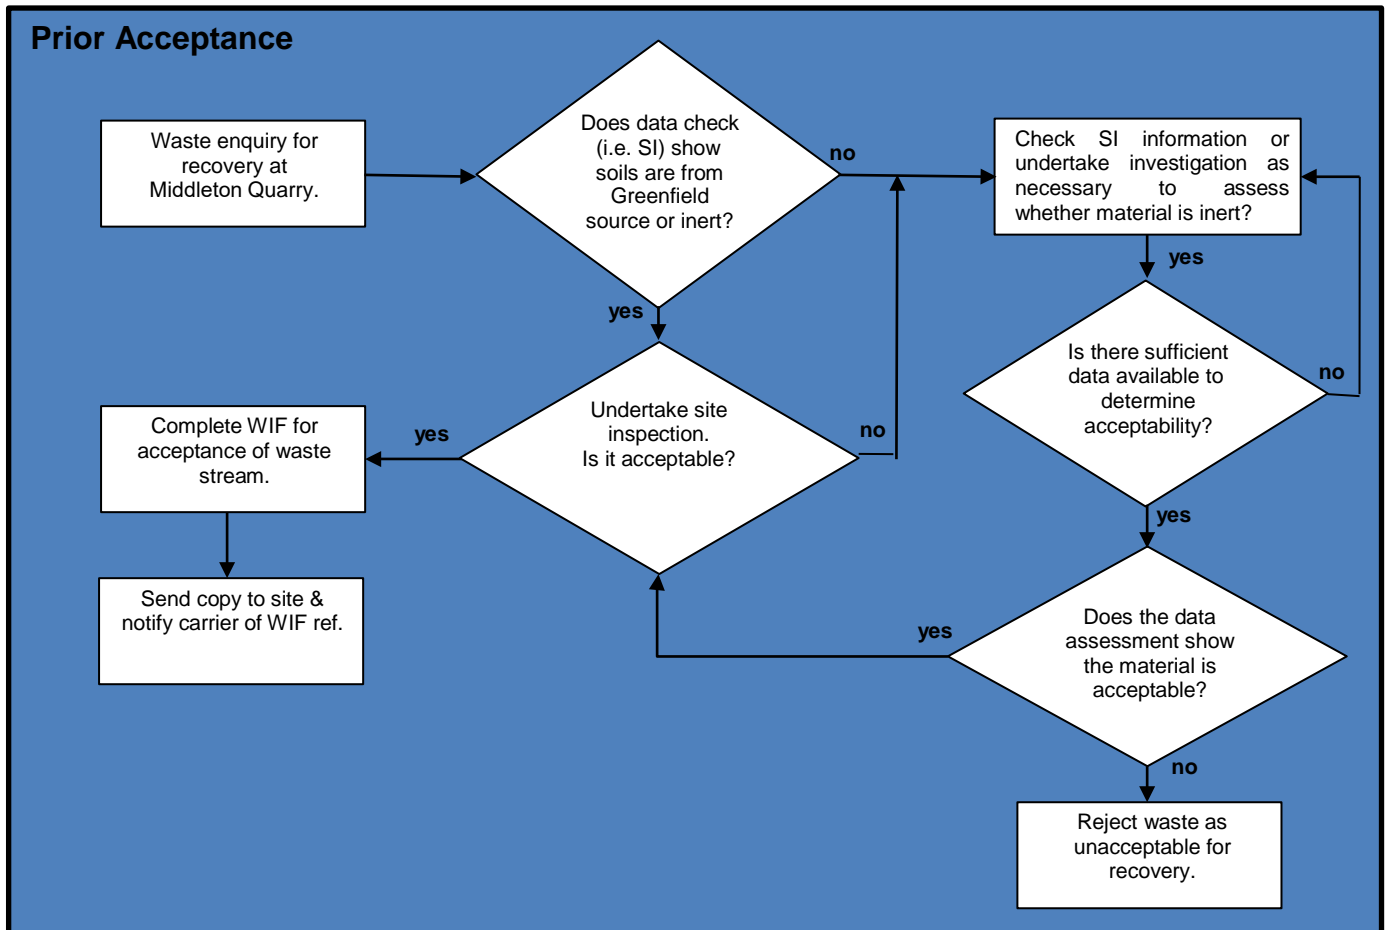 Prior Acceptance
Waste enquiry for
recovery at
Middleton Quarry.
Does data check
(i.e. SI) show
soils are from
Greenfield
source or inert?
no
yes
Check SI information or
undertake investigation as
necessary to assess
whether material is inert?
yes
Is there sufficient
data available to
determine
acceptability?
no
yes
Undertake site
inspection.
Is it acceptable?
no
yes
Complete WIF for
acceptance of waste
stream.
Send copy to site &
notify carrier of WIF ref.
Does the data
assessment show
the material is
acceptable?
yes
no
Reject waste as
unacceptable for
recovery.